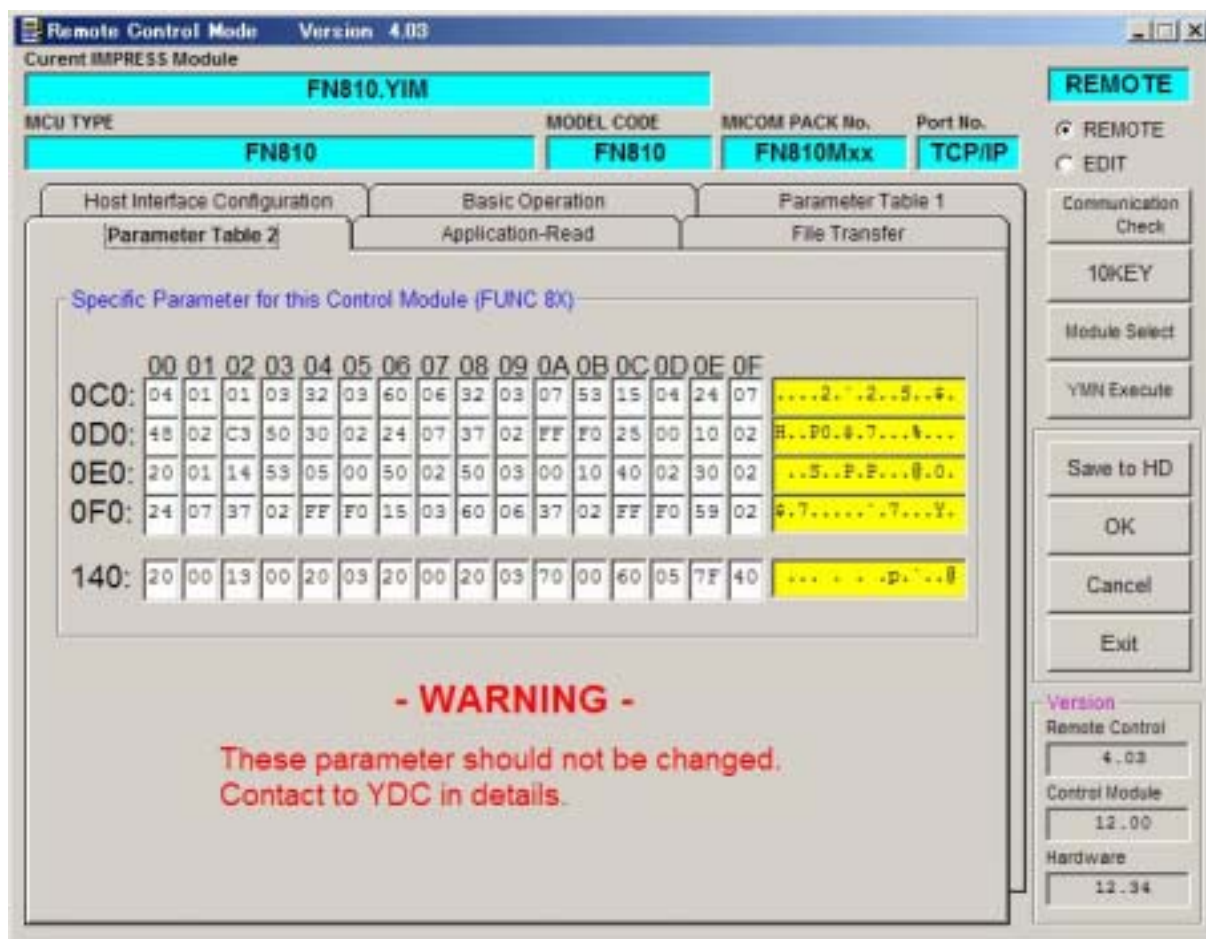 Remote Control Mode Version 4.03
Curent IMPRESS Module
FN810.YIM
REMOTE
MCU TYPE MODEL CODE MICOM PACK No. Port No.
FN810 FN810 FN810Mxx TCP/IP
REMOTE
EDIT
Host Interface Configuration Basic Operation Parameter Table 1
Parameter Table 2 Application-Read File Transfer
Communication Check
10KEY
Module Select
YMN Execute
Save to HD
OK
Cancel
Exit
Specific Parameter for this Control Module (FUNC 8X)
00 01 02 03 04 05 06 07 08 09 0A 0B 0C 0D 0E 0F
0C0: 04 01 01 03 32 03 60 06 32 03 07 53 15 04 24 07
0D0: 48 02 C3 50 30 02 24 07 37 02 FF F0 25 00 10 02 H..P0.$.7...%...
0E0: 20 01 14 53 05 00 50 02 50 03 00 10 40 02 30 02 ..S..P.P...@.0.
0F0: 24 07 37 02 FF F0 15 03 60 06 37 02 FF F0 59 02 $.7.....`.7...Y.
140: 20 00 13 00 20 03 20 00 20 03 70 00 60 05 7F 40 ... . . .p.`..@
- WARNING -
These parameter should not be changed.
Contact to YDC in details.
Version
Remote Control
4.03
Control Module
12.00
Hardware
12.34